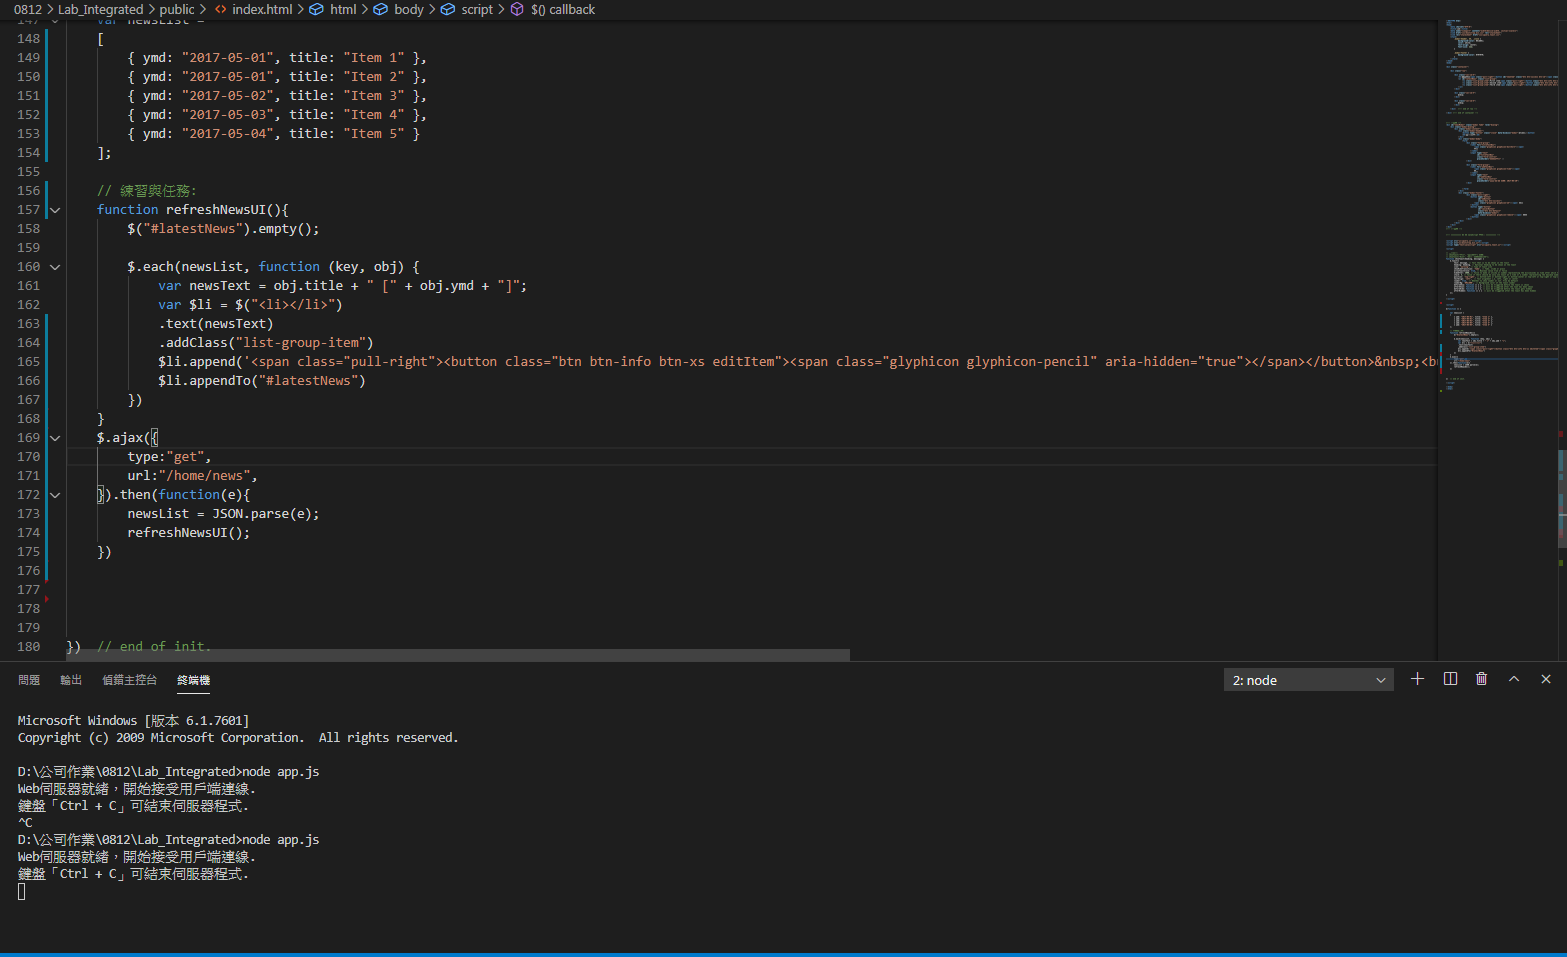 0812 > Lab_Integrated > public > index.html > html > body > script > $() callback
147 var newsList =
148 [
149 { ymd: "2017-05-01", title: "Item 1" },
150 { ymd: "2017-05-01", title: "Item 2" },
151 { ymd: "2017-05-02", title: "Item 3" },
152 { ymd: "2017-05-03", title: "Item 4" },
153 { ymd: "2017-05-04", title: "Item 5" }
154 ];
155
156 // 練習與任務:
157 function refreshNewsUI(){
158 $("#latestNews").empty();
159
160 $.each(newsList, function (key, obj) {
161 var newsText = obj.title + " [" + obj.ymd + "]";
162 var $li = $("<li></li>")
163 .text(newsText)
164 .addClass("list-group-item")
165 $li.append('<span class="pull-right"><button class="btn btn-info btn-xs editItem"><span class="glyphicon glyphicon-pencil" aria-hidden="true"></span></button>&nbsp;<b
166 $li.appendTo("#latestNews")
167 })
168 }
169 $.ajax({
170 type:"get",
171 url:"/home/news",
172 }).then(function(e){
173 newsList = JSON.parse(e);
174 refreshNewsUI();
175 })
176
177
178
179
180 }) // end of init.
問題 輸出 偵錯主控台 終端機 2: node
Microsoft Windows [版本 6.1.7601]
Copyright (c) 2009 Microsoft Corporation. All rights reserved.
D:\公司作業\0812\Lab_Integrated>node app.js
Web伺服器就緒，開始接受用戶端連線.
鍵盤「Ctrl + C」可結束伺服器程式.
^C
D:\公司作業\0812\Lab_Integrated>node app.js
Web伺服器就緒，開始接受用戶端連線.
鍵盤「Ctrl + C」可結束伺服器程式.